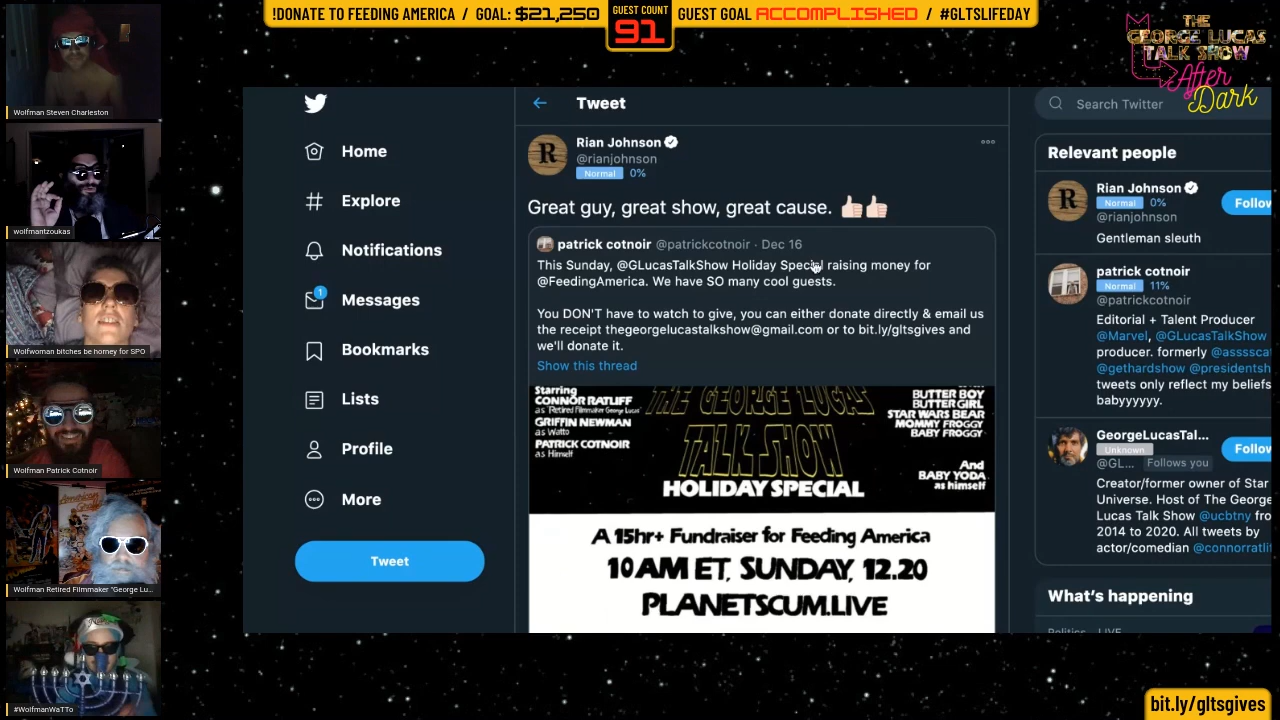 !DONATE TO FEEDING AMERICA / GOAL: $21,250
GUEST COUNT
91
GUEST GOAL ACCOMPLISHED / #GLTSLIFEDAY
THE
GEORGE LUCAS
TALK SHOW
After
Dark
Wolfman Steven Charleston
wolfmantzoukas
Wolfwoman bitches be horney for SPO
Wolfman Patrick Cotnoir
Wolfman Retired Filmmaker "George Lu...
#WolfmanWaTTo
Home
Explore
Notifications
1
Messages
Bookmarks
Lists
Profile
More
Tweet
Tweet
R
Rian Johnson
@rianjohnson
Normal 0%
Great guy, great show, great cause. 👍🏻👍🏻
patrick cotnoir @patrickcotnoir · Dec 16
This Sunday, @GLucasTalkShow Holiday Special raising money for
@FeedingAmerica. We have SO many cool guests.
You DON'T have to watch to give, you can either donate directly & email us
the receipt thegeorgelucastalkshow@gmail.com or to bit.ly/gltsgives and
we'll donate it.
Show this thread
Starring
CONNOR RATLIFF
as "Retired Filmmaker George Lucas"
GRIFFIN NEWMAN
as Watto
PATRICK COTNOIR
as Himself
THE GEORGE LUCAS
TALK SHOW
HOLIDAY SPECIAL
BUTTER BOY
BUTTER GIRL
STAR WARS BEAR
MOMMY FROGGY
BABY FROGGY
And
BABY YODA
as himself
A 15hr+ Fundraiser for Feeding America
10AM ET, SUNDAY, 12.20
PLANETSCUM.LIVE
Search Twitter
Relevant people
R
Rian Johnson
Normal 0%
@rianjohnson
Follow
Gentleman sleuth
patrick cotnoir
Normal 11%
@patrickcotnoir
Editorial + Talent Producer
@Marvel, @GLucasTalkShow
producer. formerly @asssscat
@gethardshow @presidentsh
tweets only reflect my beliefs
babyyyyyy.
GeorgeLucasTal...
Unknown
@GL... Follows you
Follow
Creator/former owner of Star
Universe. Host of The George
Lucas Talk Show @ucbtny fro
2014 to 2020. All tweets by
actor/comedian @connorratli
What's happening
Politics · LIVE
bit.ly/gltsgives